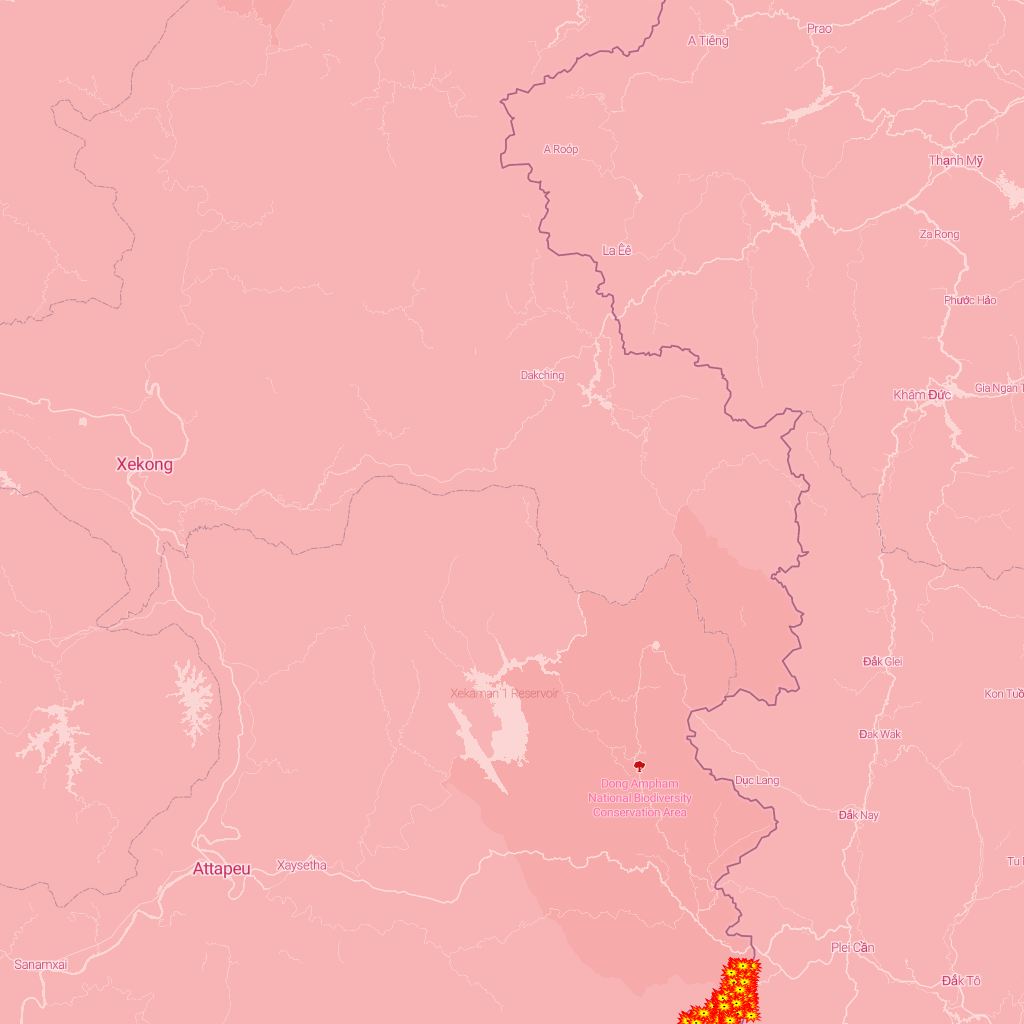 Prao
A Tiêng
A Roóp
Thạnh Mỹ
Za Rong
La Êê
Phước Hảo
Dakching
Gia Ngan T
Khâm Đức
Xekong
Đắk Glei
Xekaman 1 Reservoir
Kon Tuồ
Đak Wak
Dục Lang
Dong Ampham
National Biodiversity
Conservation Area
Đắk Nay
Tu
Xaysetha
Attapeu
Plei Cần
Sanamxai
Đắk Tô